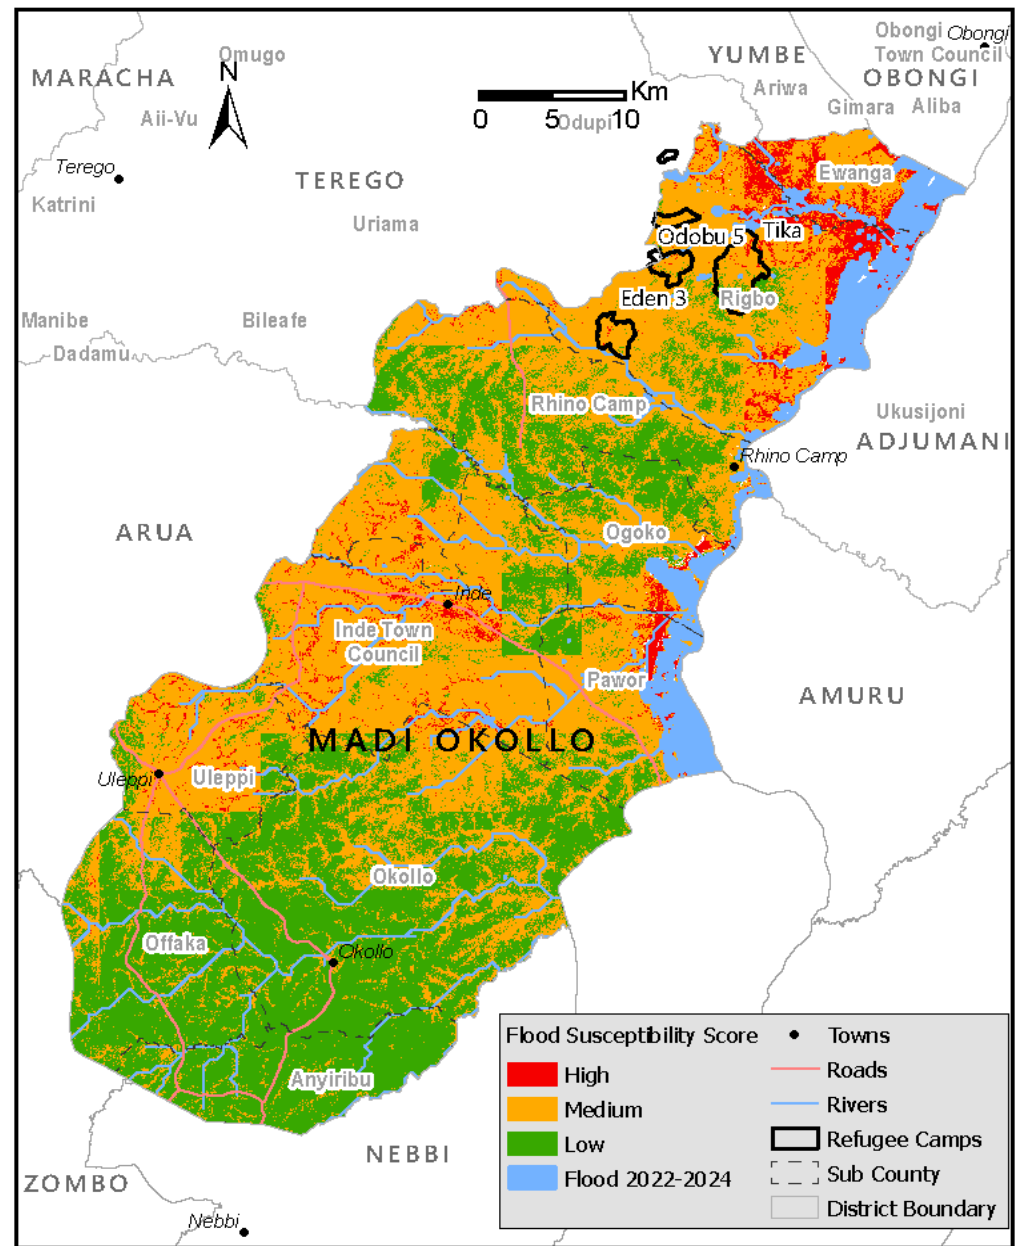 Obongi
Obongi
Town Council
Omugo
YUMBE
N
MARACHA
OBONGI
Ariwa
Km
Gimara
Aliba
Aii-Vu
0
5
10
Odupi
Terego
TEREGO
Ewanga
Katrini
Uriama
Tika
Odobu 5
Eden 3
Rigbo
Manibe
Bileafe
Dadamu
Rhino Camp
Ukusijoni
ADJUMANI
Rhino Camp
ARUA
Ogoko
Inde
Inde Town
Council
Pawor
AMURU
MADI OKOLLO
Uleppi
Uleppi
Okollo
Offaka
Okollo
Anyiribu
NEBBI
ZOMBO
Nebbi
Flood Susceptibility Score
High
Medium
Low
Flood 2022-2024
Towns
Roads
Rivers
Refugee Camps
Sub County
District Boundary